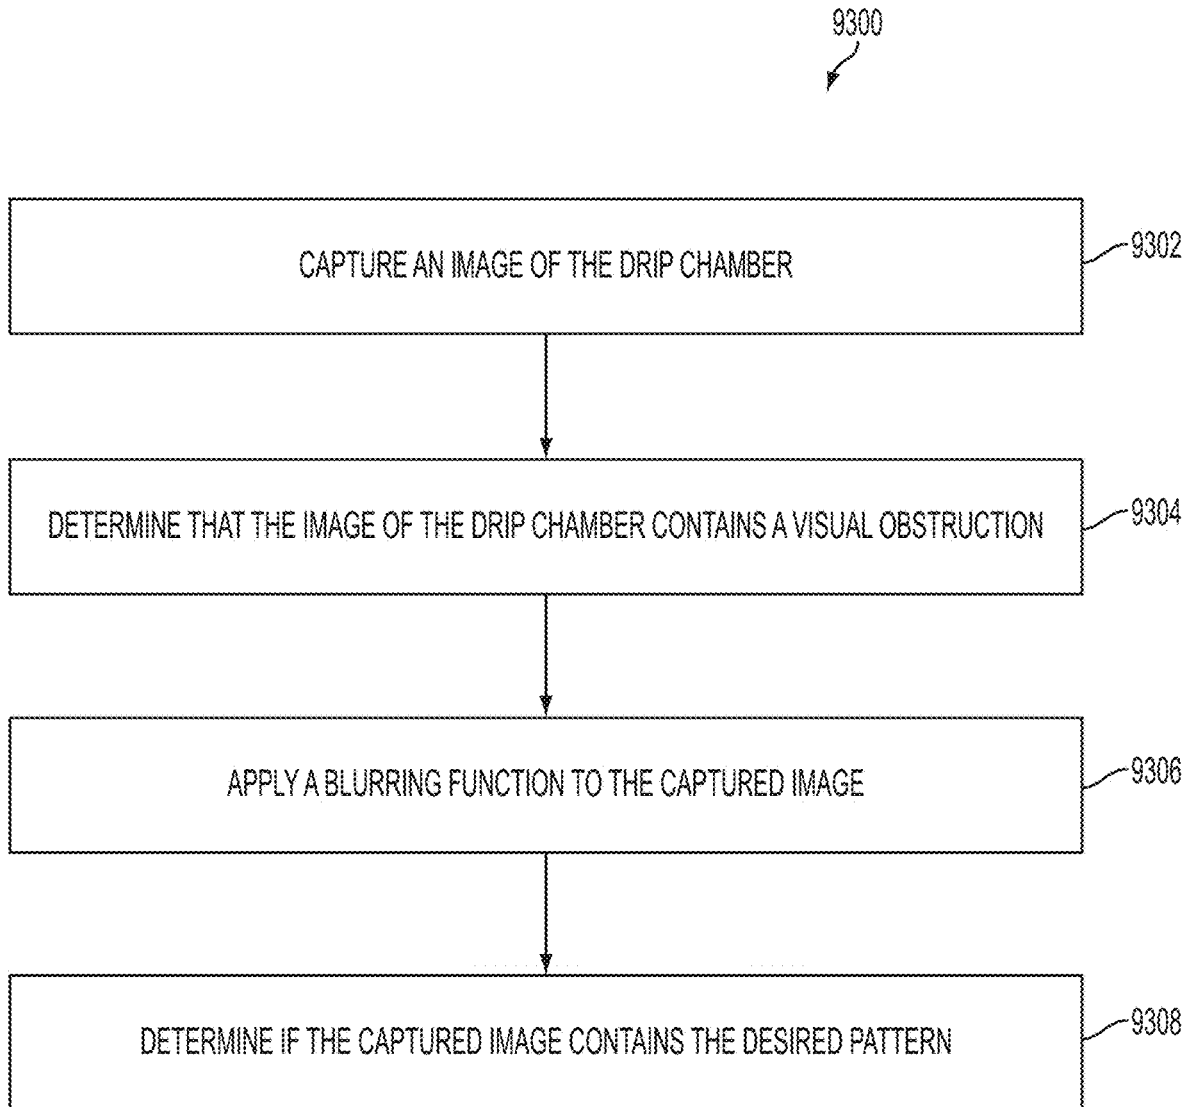 9300
CAPTURE AN IMAGE OF THE DRIP CHAMBER
9302
DETERMINE THAT THE IMAGE OF THE DRIP CHAMBER CONTAINS A VISUAL OBSTRUCTION
9304
APPLY A BLURRING FUNCTION TO THE CAPTURED IMAGE
9306
DETERMINE IF THE CAPTURED IMAGE CONTAINS THE DESIRED PATTERN
9308